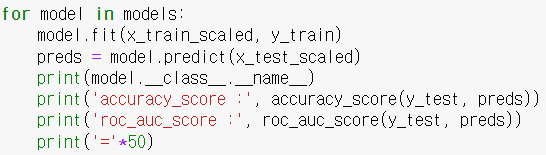 for model in models:
    model.fit(x_train_scaled, y_train)
    preds = model.predict(x_test_scaled)
    print(model.__class__.__name__)
    print('accuracy_score :', accuracy_score(y_test, preds))
    print('roc_auc_score :', roc_auc_score(y_test, preds))
    print('='*50)